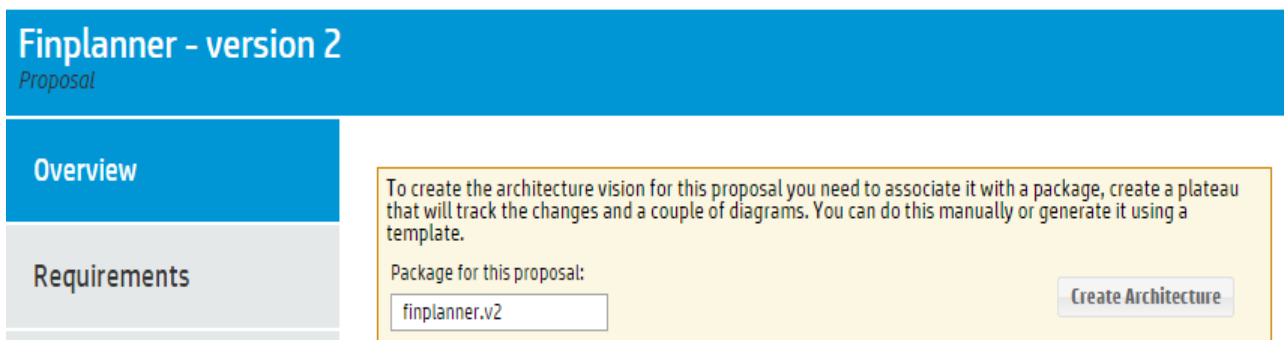 Finplanner - version 2
Proposal
Overview
Requirements
To create the architecture vision for this proposal you need to associate it with a package, create a plateau
that will track the changes and a couple of diagrams. You can do this manually or generate it using a
template.
Package for this proposal:
finplanner.v2
Create Architecture